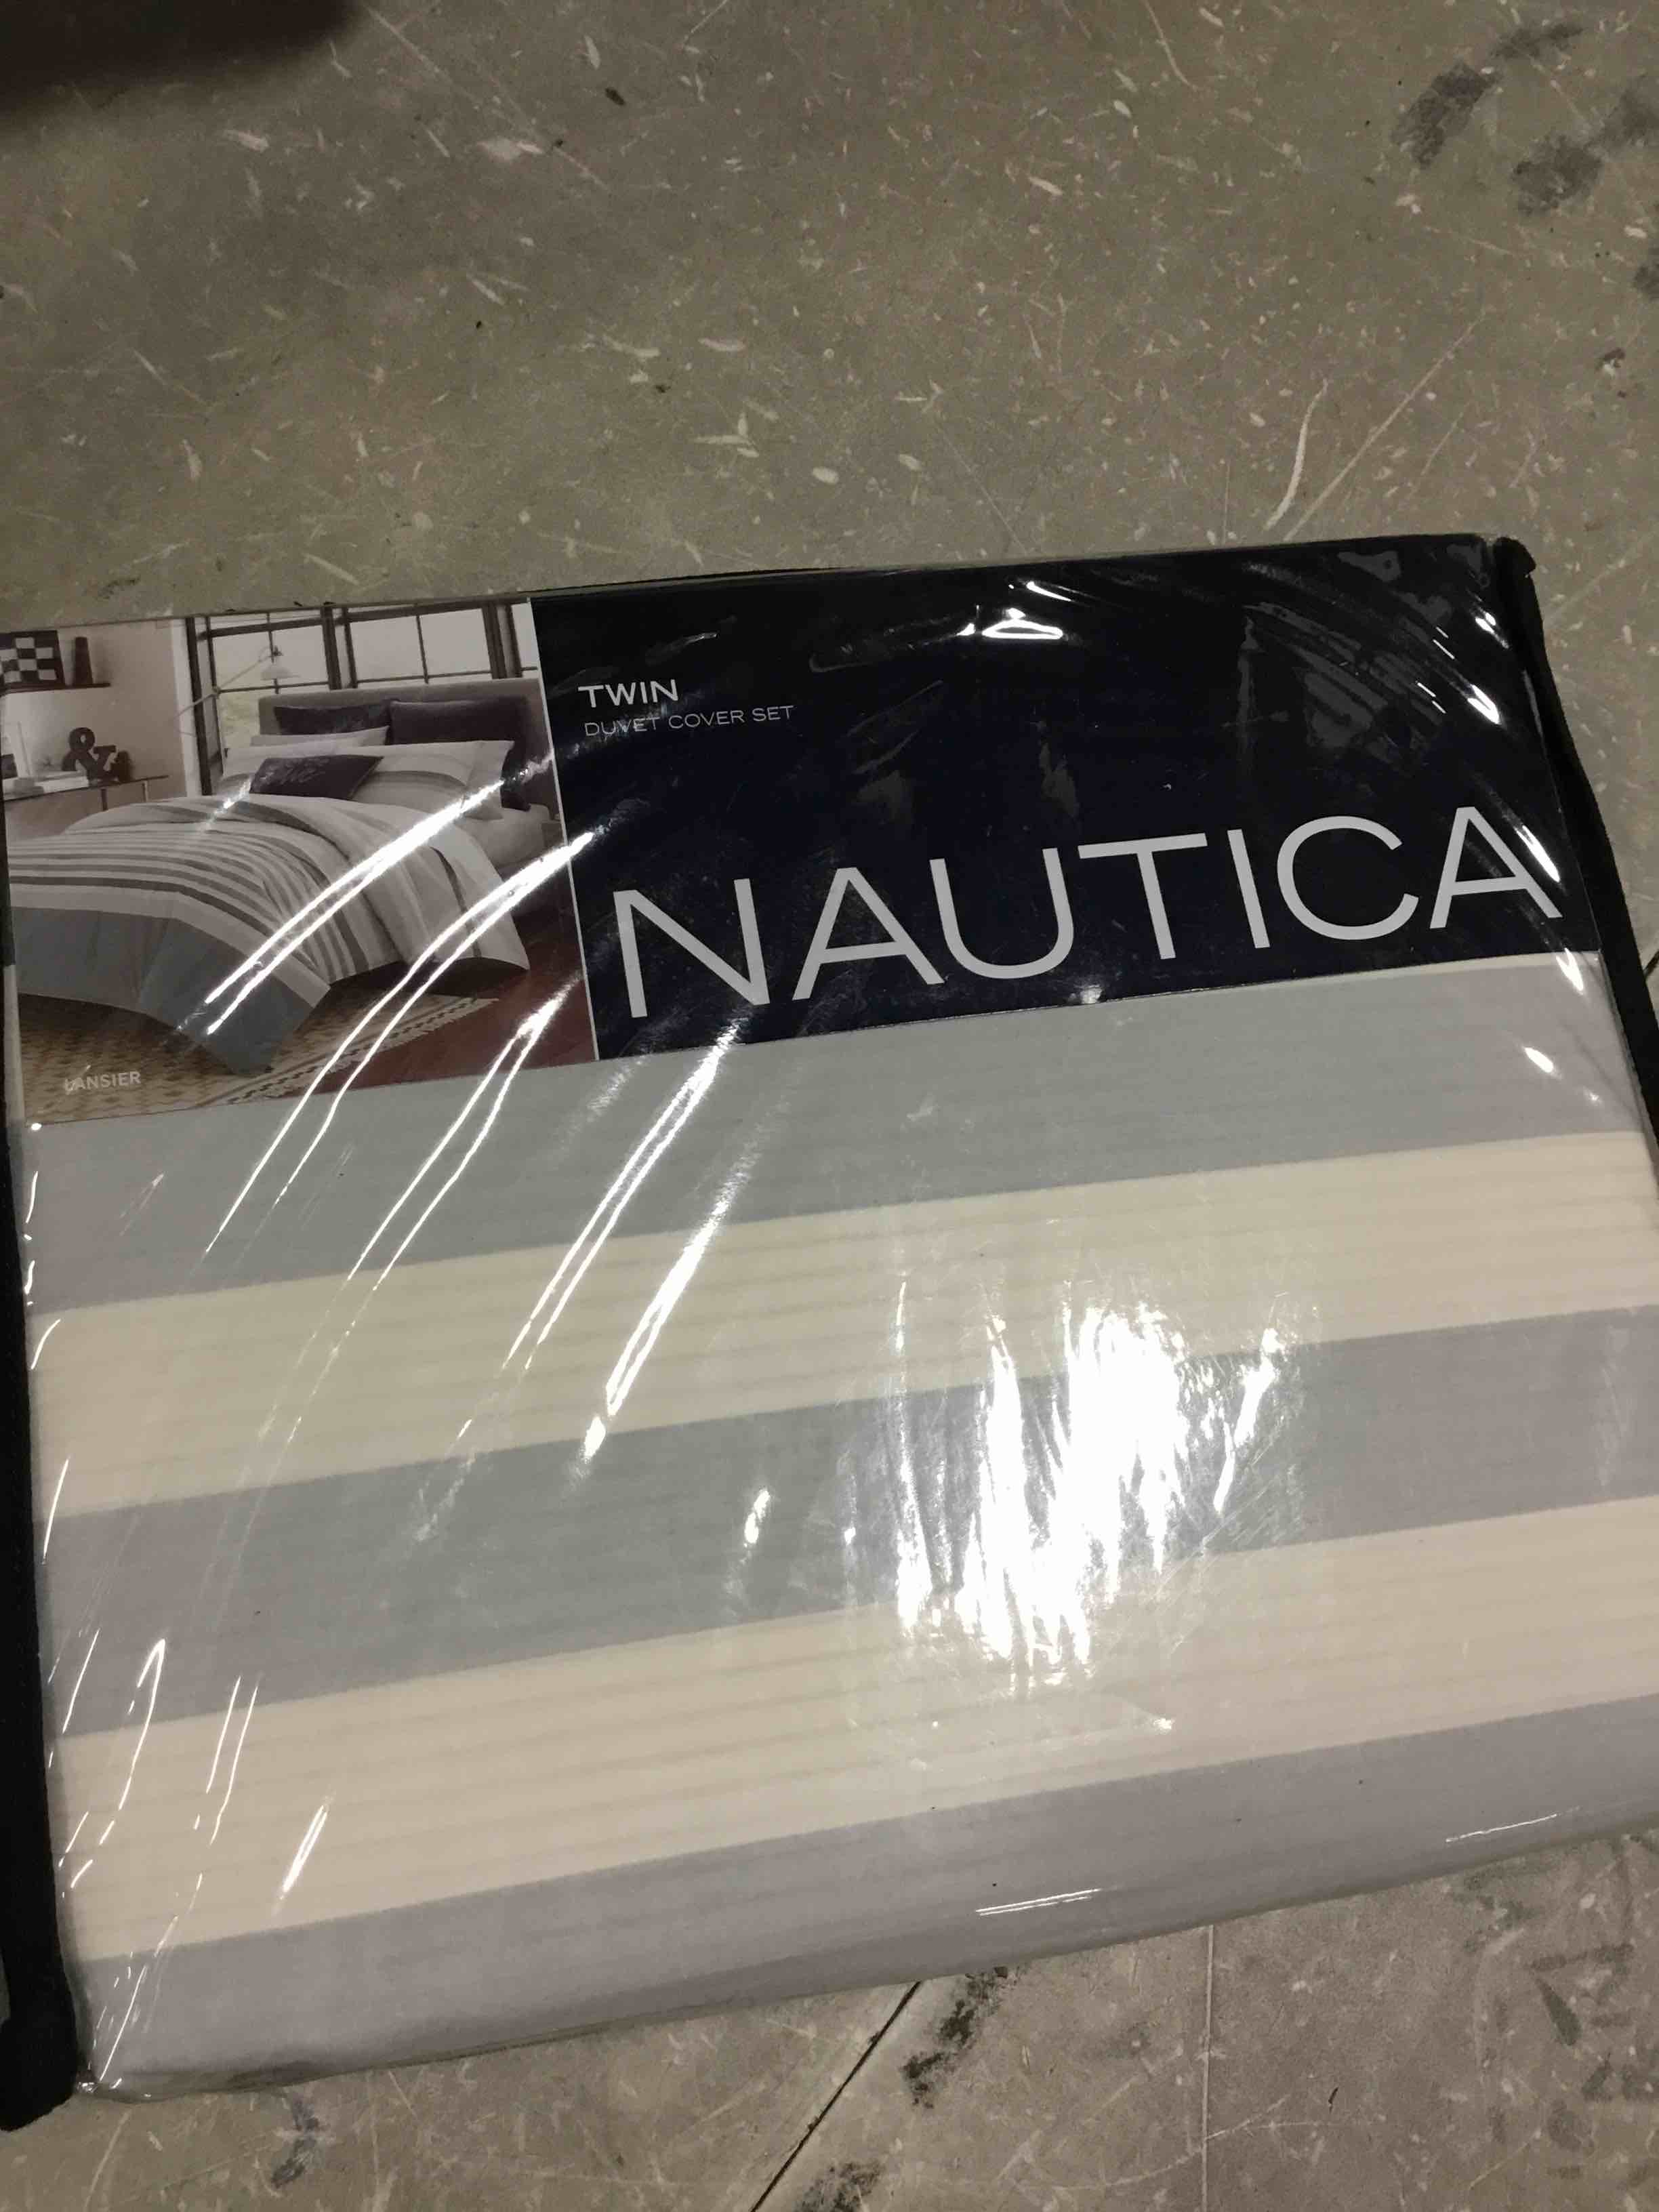 TWIN
DUVET COVER SET
NAUTICA
LANSIER